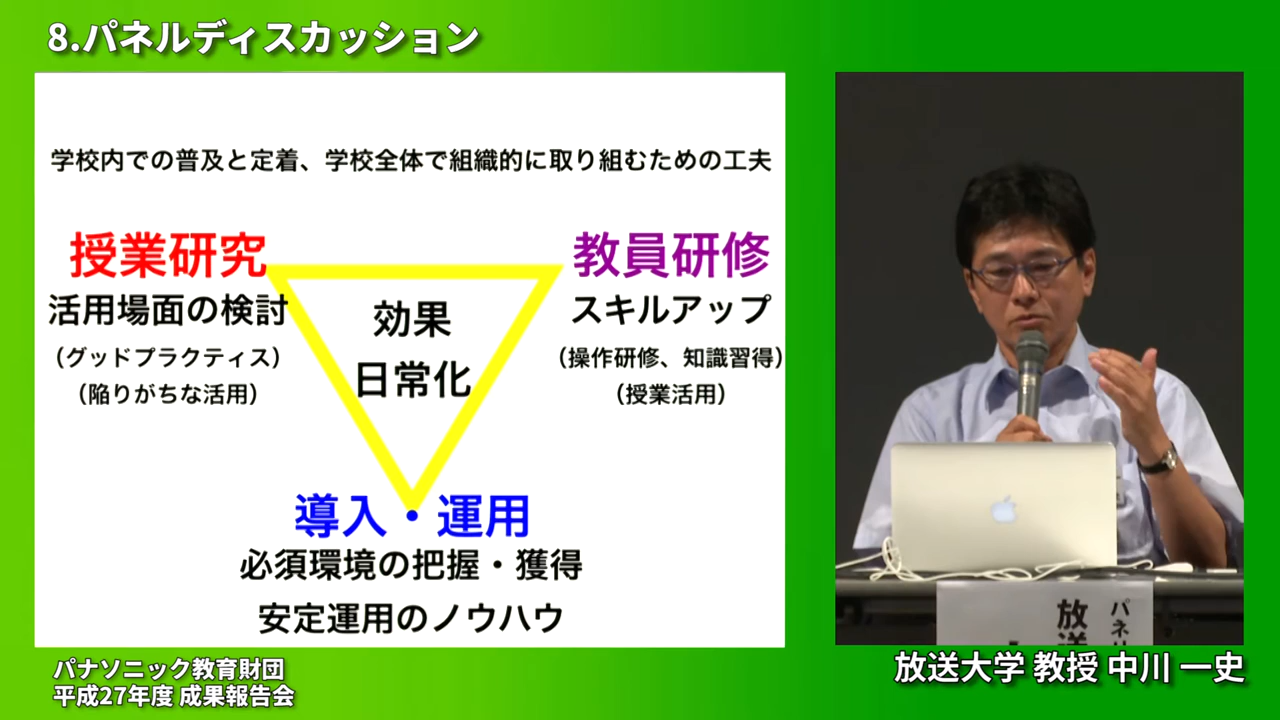 8.パネルディスカッション
学校内での普及と定着、学校全体で組織的に取り組むための工夫
授業研究
活用場面の検討
（グッドプラクティス）
（陥りがちな活用）
効果
日常化
教員研修
スキルアップ
（操作研修、知識習得）
（授業活用）
導入・運用
必須環境の把握・獲得
安定運用のノウハウ
パネリ
放送
パナソニック教育財団
平成27年度 成果報告会
放送大学 教授 中川 一史